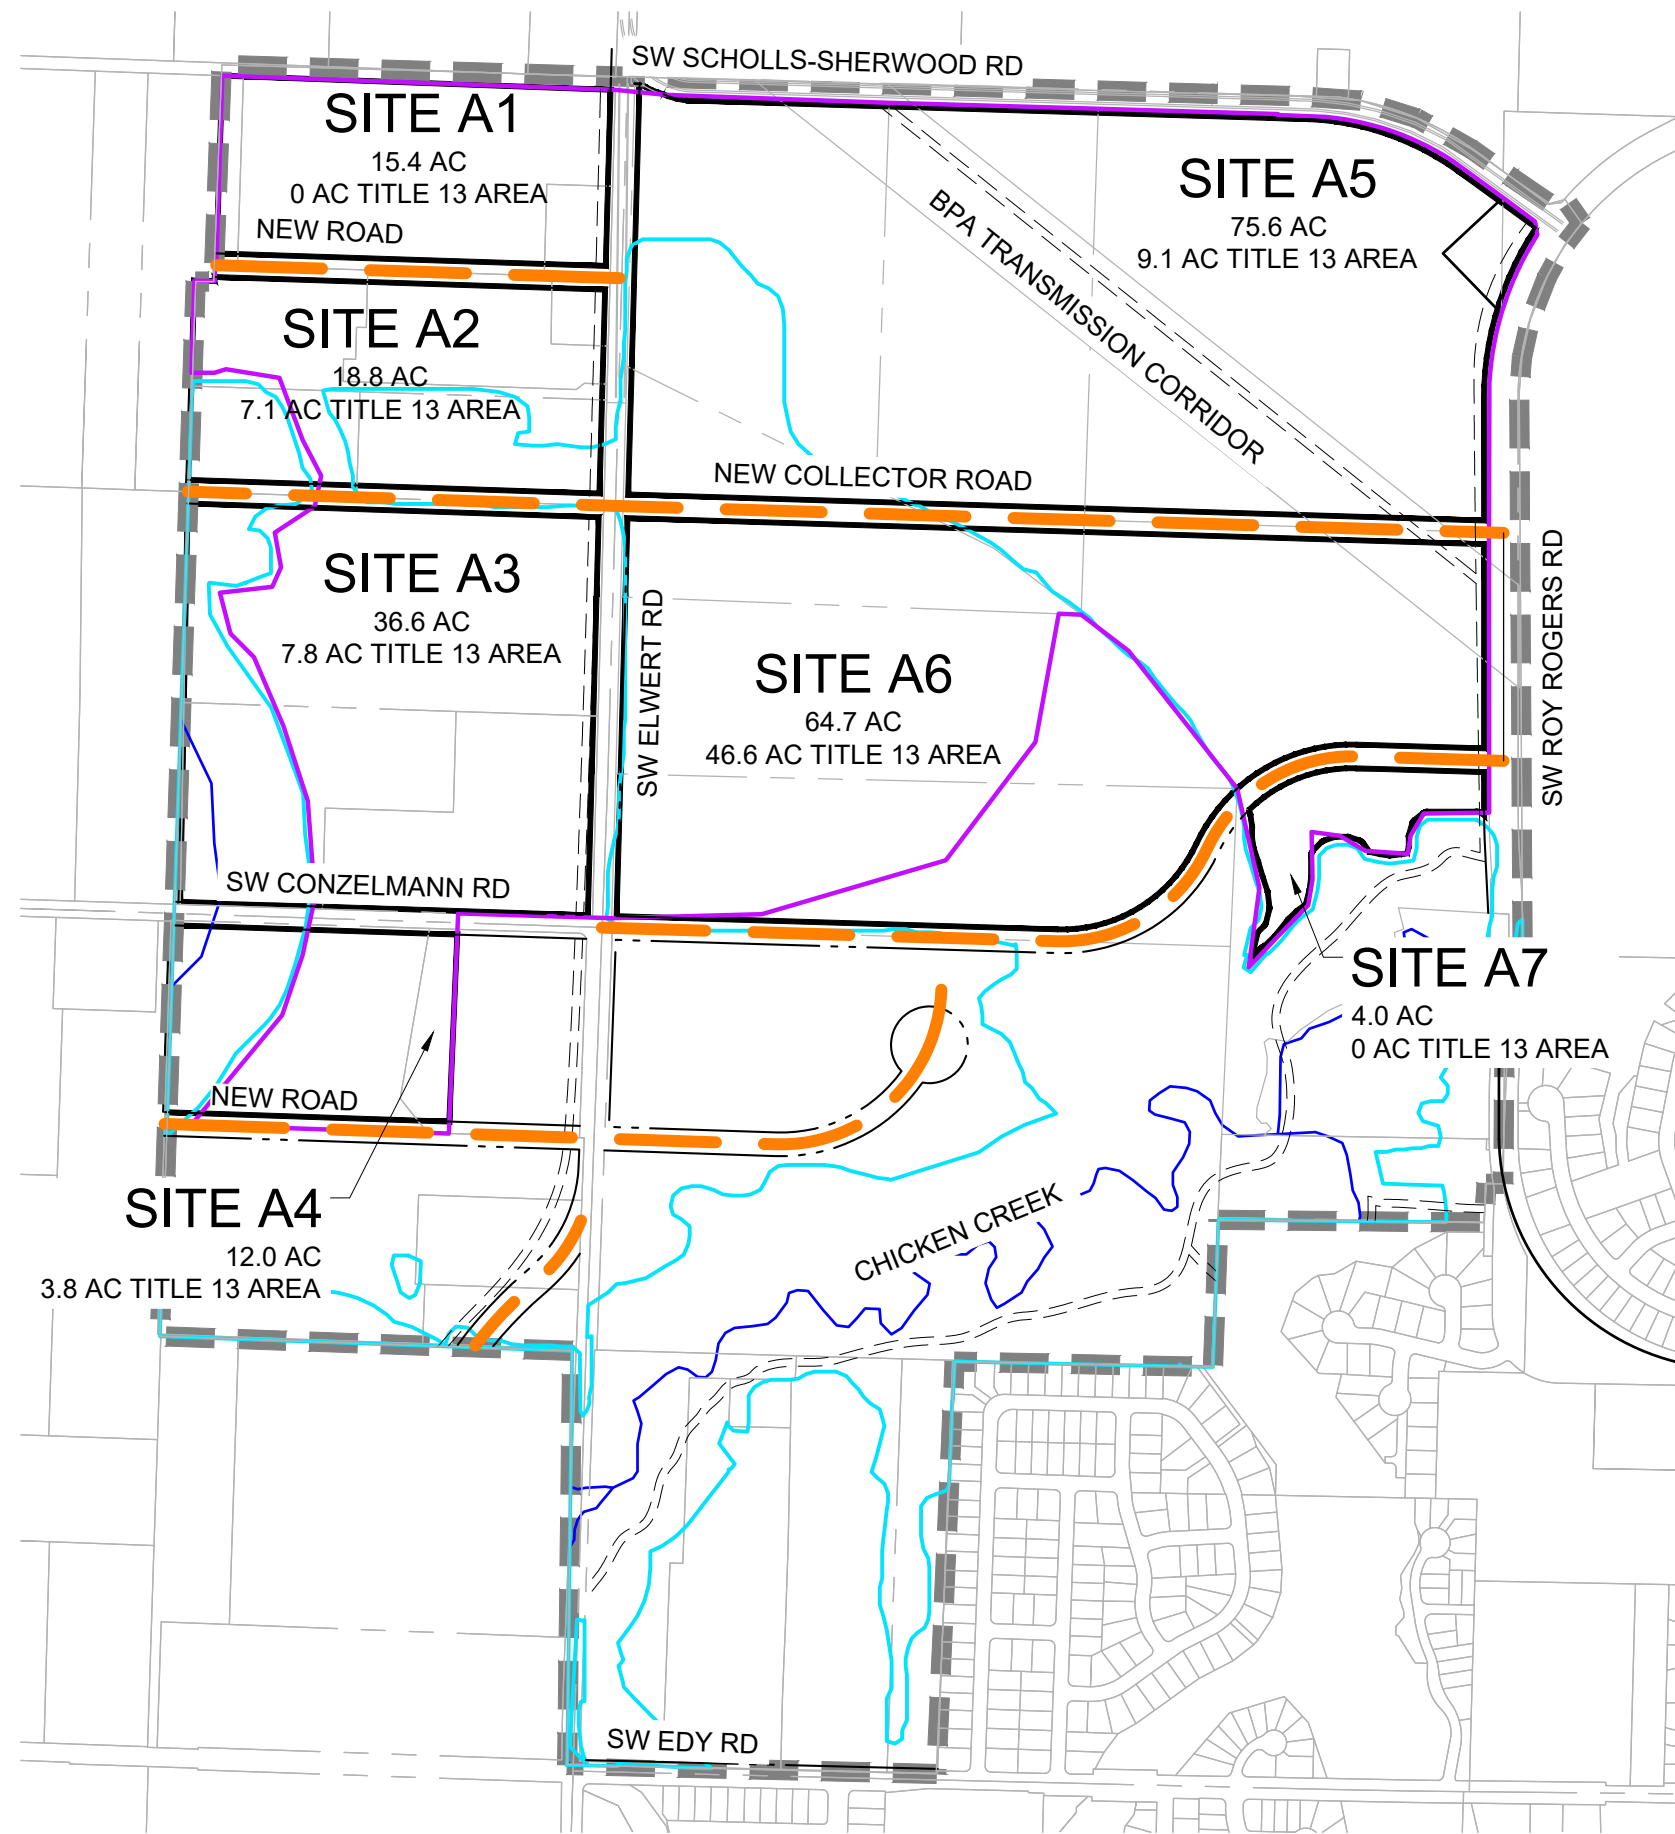 SW SCHOLLS-SHERWOOD RD
SITE A1
15.4 AC
0 AC TITLE 13 AREA
NEW ROAD
SITE A5
75.6 AC
9.1 AC TITLE 13 AREA
BPA TRANSMISSION CORRIDOR
SITE A2
18.8 AC
7.1 AC TITLE 13 AREA
NEW COLLECTOR ROAD
SITE A3
36.6 AC
7.8 AC TITLE 13 AREA
SW ELWERT RD
SITE A6
64.7 AC
46.6 AC TITLE 13 AREA
SW ROY ROGERS RD
SW CONZELMANN RD
SITE A7
4.0 AC
0 AC TITLE 13 AREA
NEW ROAD
SITE A4
12.0 AC
3.8 AC TITLE 13 AREA
CHICKEN CREEK
SW EDY RD